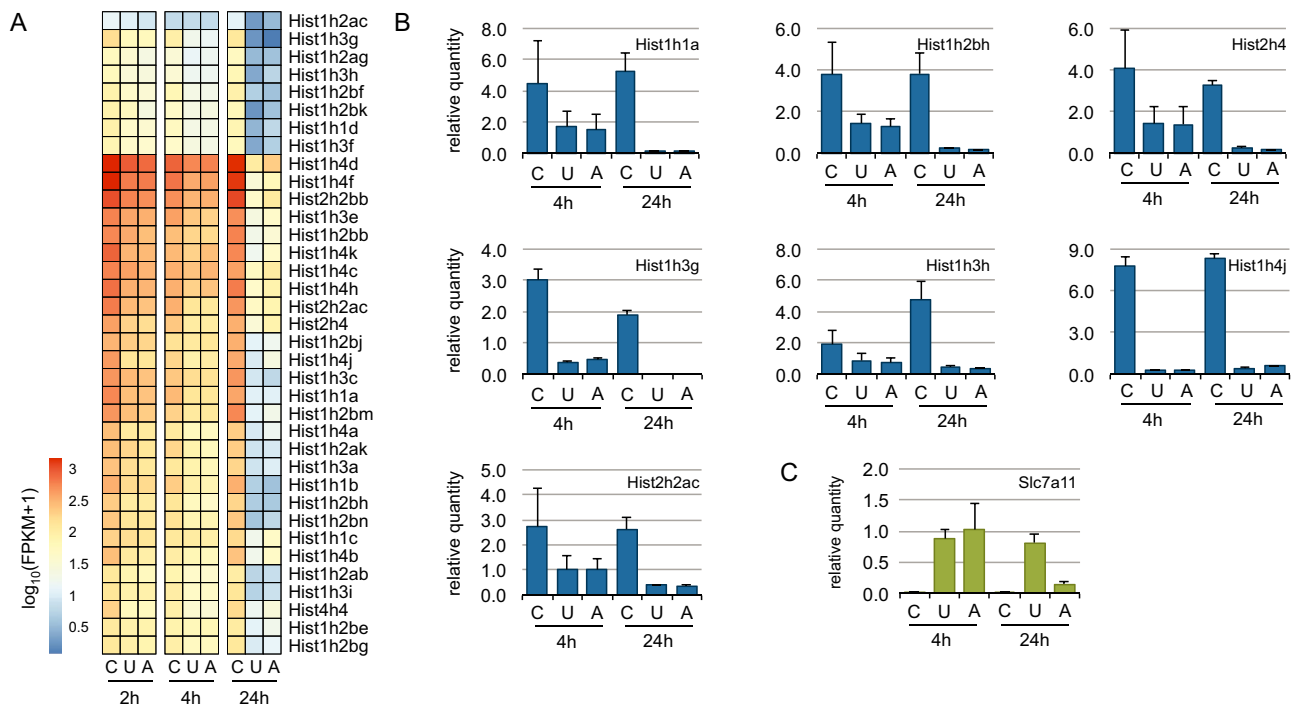 A
Hist1h2ac
Hist1h3g
Hist1h2ag
Hist1h3h
Hist1h2bf
Hist1h2bk
Hist1h1d
Hist1h3f
Hist1h4d
Hist1h4f
Hist2h2bb
Hist1h3e
Hist1h2bb
Hist1h4k
Hist1h4c
Hist1h4h
Hist2h2ac
Hist2h4
Hist1h2bj
Hist1h4j
Hist1h3c
Hist1h1a
Hist1h2bm
Hist1h4a
Hist1h2ak
Hist1h3a
Hist1h1b
Hist1h2bh
Hist1h2bn
Hist1h1c
Hist1h4b
Hist1h2ab
Hist1h3i
Hist4h4
Hist1h2be
Hist1h2bg
log10(FPKM+1)
3
2.5
2
1.5
1
0.5
C U A C U A C U A
2h 4h 24h
B
relative quantity
Hist1h1a
8.0
6.0
4.0
2.0
0.0
C U A C U A
4h 24h
Hist1h2bh
6.0
4.0
2.0
0.0
C U A C U A
4h 24h
Hist2h4
6.0
4.0
2.0
0.0
C U A C U A
4h 24h
relative quantity
Hist1h3g
4.0
3.0
2.0
1.0
0.0
C U A C U A
4h 24h
Hist1h3h
8.0
6.0
4.0
2.0
0.0
C U A C U A
4h 24h
Hist1h4j
9.0
6.0
3.0
0.0
C U A C U A
4h 24h
relative quantity
Hist2h2ac
5.0
4.0
3.0
2.0
1.0
0.0
C U A C U A
4h 24h
C
relative quantity
Slc7a11
2.0
1.5
1.0
0.5
0.0
C U A C U A
4h 24h